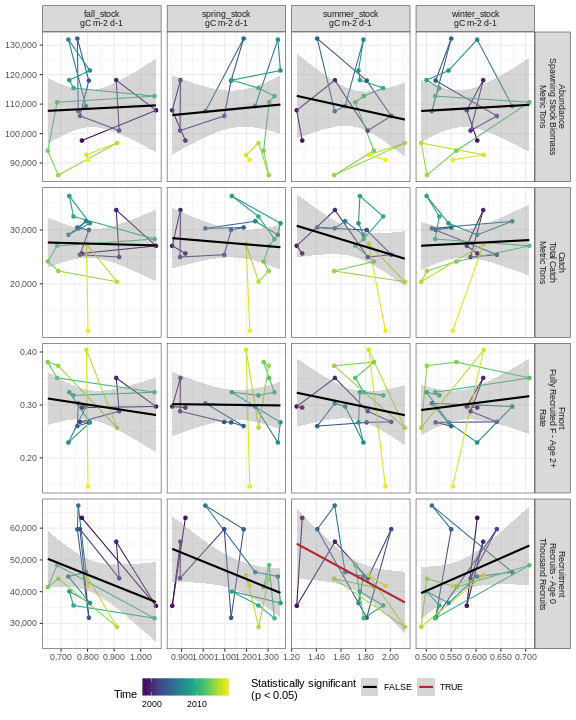 fall_stock
gC m-2 d-1
spring_stock
gC m-2 d-1
summer_stock
gC m-2 d-1
winter_stock
gC m-2 d-1
130,000
120,000
110,000
100,000
90,000
Abundance
Spawning Stock Biomass
Metric Tons
30,000
20,000
Catch
Total Catch
Metric Tons
0.40
0.30
0.20
Fmort
Fully Recruited F - Age 2+
Rate
60,000
50,000
40,000
30,000
Recruitment
Recruits - Age 0
Thousand Recruits
0.700 0.800 0.900 1.000
0.900 1.000 1.100 1.200 1.300
1.20 1.40 1.60 1.80 2.00
0.500 0.550 0.600 0.650 0.700
Time
2000 2010
Statistically significant
(p < 0.05)
FALSE
TRUE